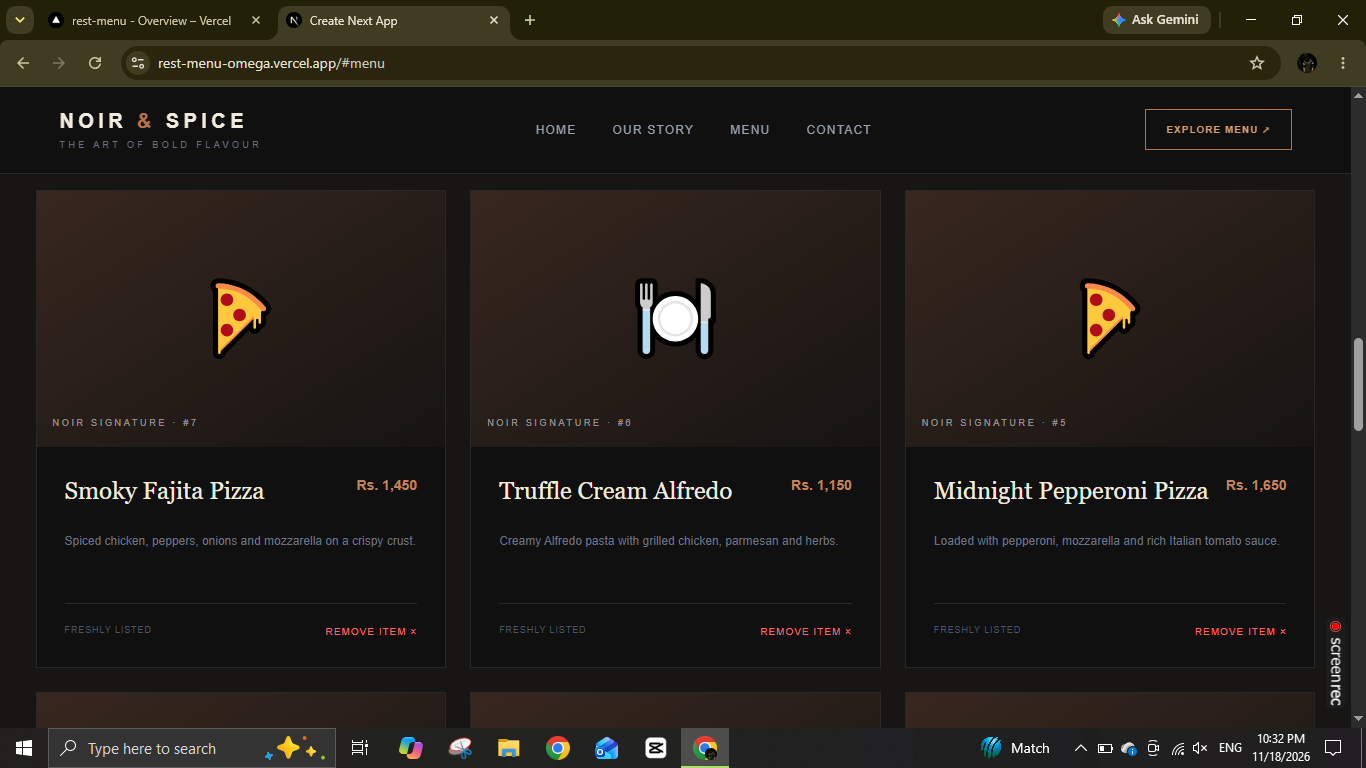 rest-menu - Overview – Vercel
Create Next App
Ask Gemini
rest-menu-omega.vercel.app/#menu
NOIR & SPICE
THE ART OF BOLD FLAVOUR
HOME OUR STORY MENU CONTACT
EXPLORE MENU ↗
NOIR SIGNATURE · #7
Smoky Fajita Pizza Rs. 1,450
Spiced chicken, peppers, onions and mozzarella on a crispy crust.
FRESHLY LISTED REMOVE ITEM ×
NOIR SIGNATURE · #6
Truffle Cream Alfredo Rs. 1,150
Creamy Alfredo pasta with grilled chicken, parmesan and herbs.
FRESHLY LISTED REMOVE ITEM ×
NOIR SIGNATURE · #5
Midnight Pepperoni Pizza Rs. 1,650
Loaded with pepperoni, mozzarella and rich Italian tomato sauce.
FRESHLY LISTED REMOVE ITEM ×
screen rec
Type here to search
Match
ENG
10:32 PM
11/18/2026